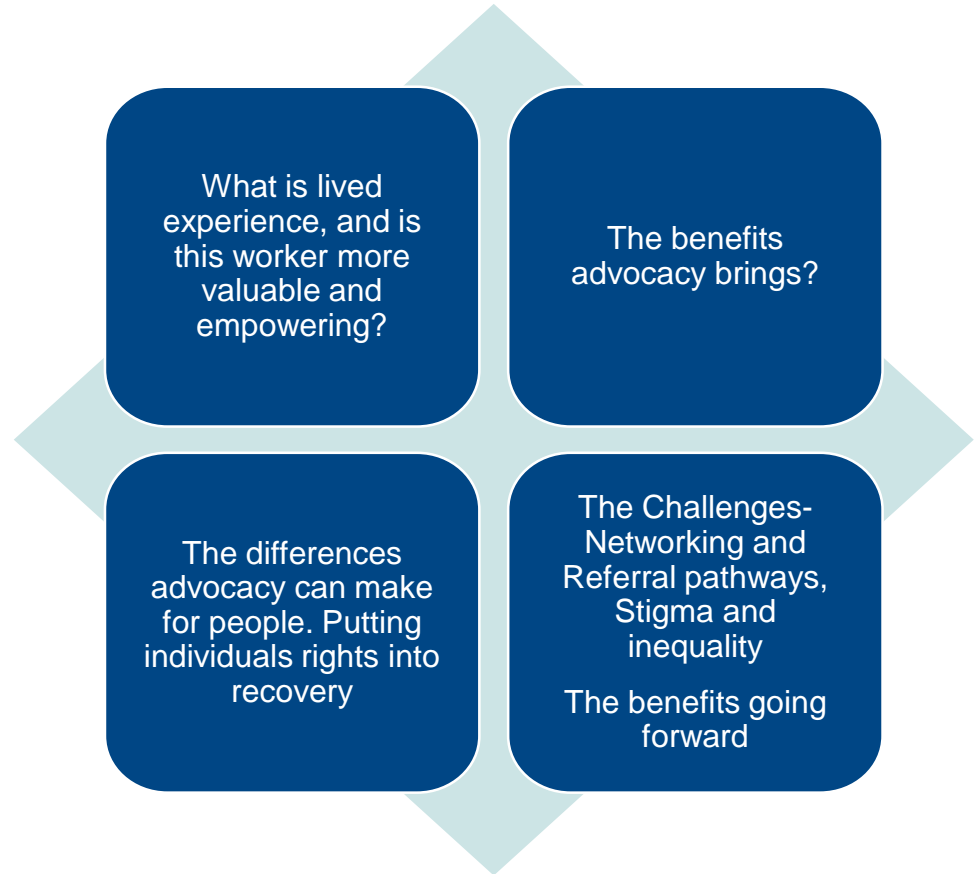 What is lived
experience, and is
this worker more
valuable and
empowering?
The benefits
advocacy brings?
The differences
advocacy can make
for people. Putting
individuals rights into
recovery
The Challenges-
Networking and
Referral pathways,
Stigma and
inequality
The benefits going
forward